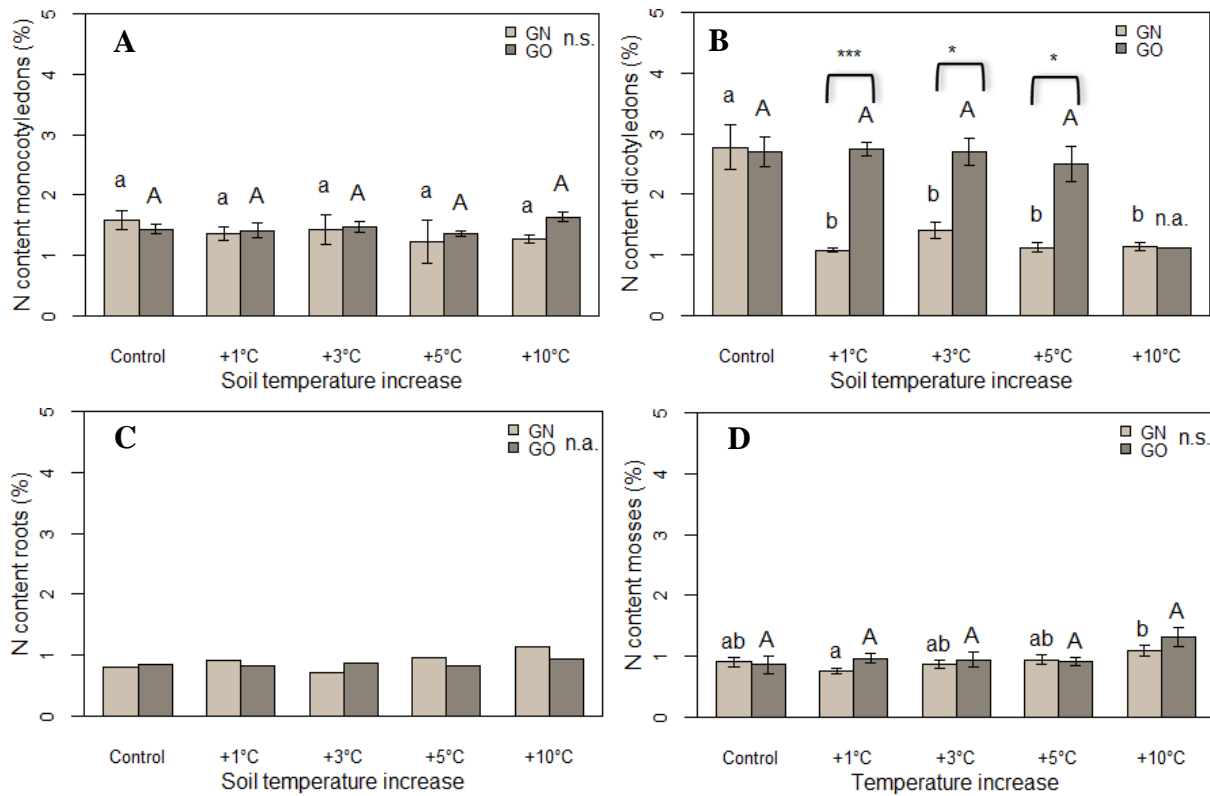 A
N content monocotyledons (%)
0 1 2 3 4 5
GN
GO
n.s.
a A a A a A a A a A
Control +1°C +3°C +5°C +10°C
Soil temperature increase
B
N content dicotyledons (%)
0 1 2 3 4 5
GN
GO
*** * *
a A b A b A b A b n.a.
Control +1°C +3°C +5°C +10°C
Soil temperature increase
C
N content roots (%)
0 1 2 3 4 5
GN
GO
n.a.
Control +1°C +3°C +5°C +10°C
Soil temperature increase
D
N content mosses (%)
0 1 2 3 4 5
GN
GO
n.s.
ab A a A ab A ab A b A
Control +1°C +3°C +5°C +10°C
Temperature increase